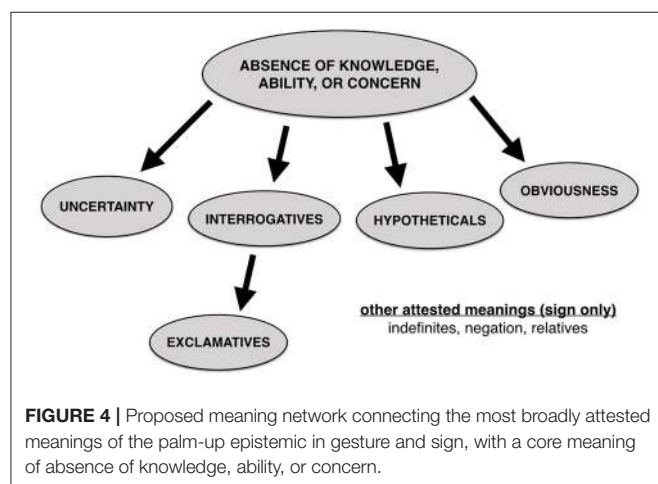 ABSENCE OF KNOWLEDGE,
ABILITY, OR CONCERN
UNCERTAINTY
INTERROGATIVES
HYPOTHETICALS
OBVIOUSNESS
EXCLAMATIVES
other attested meanings (sign only)
indefinites, negation, relatives
FIGURE 4 | Proposed meaning network connecting the most broadly attested
meanings of the palm-up epistemic in gesture and sign, with a core meaning
of absence of knowledge, ability, or concern.